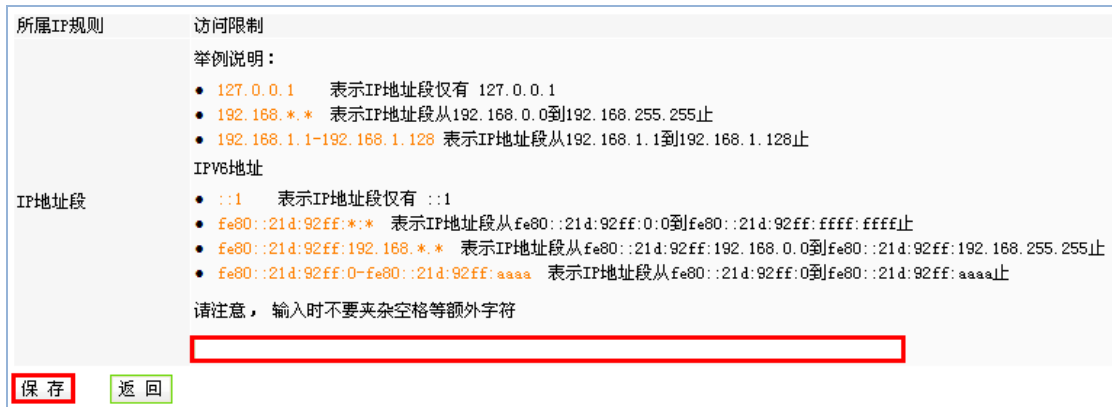 所属IP规则 访问限制
举例说明：
● 127.0.0.1 表示IP地址段仅有 127.0.0.1
● 192.168.*.* 表示IP地址段从192.168.0.0到192.168.255.255止
● 192.168.1.1-192.168.1.128 表示IP地址段从192.168.1.1到192.168.1.128止
IPV6地址
IP地址段
● ::1 表示IP地址段仅有 ::1
● fe80::21d:92ff:*:* 表示IP地址段从fe80::21d:92ff:0:0到fe80::21d:92ff:ffff:ffff止
● fe80::21d:92ff:192.168.*.* 表示IP地址段从fe80::21d:92ff:192.168.0.0到fe80::21d:92ff:192.168.255.255止
● fe80::21d:92ff:0-fe80::21d:92ff:aaaa 表示IP地址段从fe80::21d:92ff:0到fe80::21d:92ff:aaaa止
请注意， 输入时不要夹杂空格等额外字符
保 存 返 回